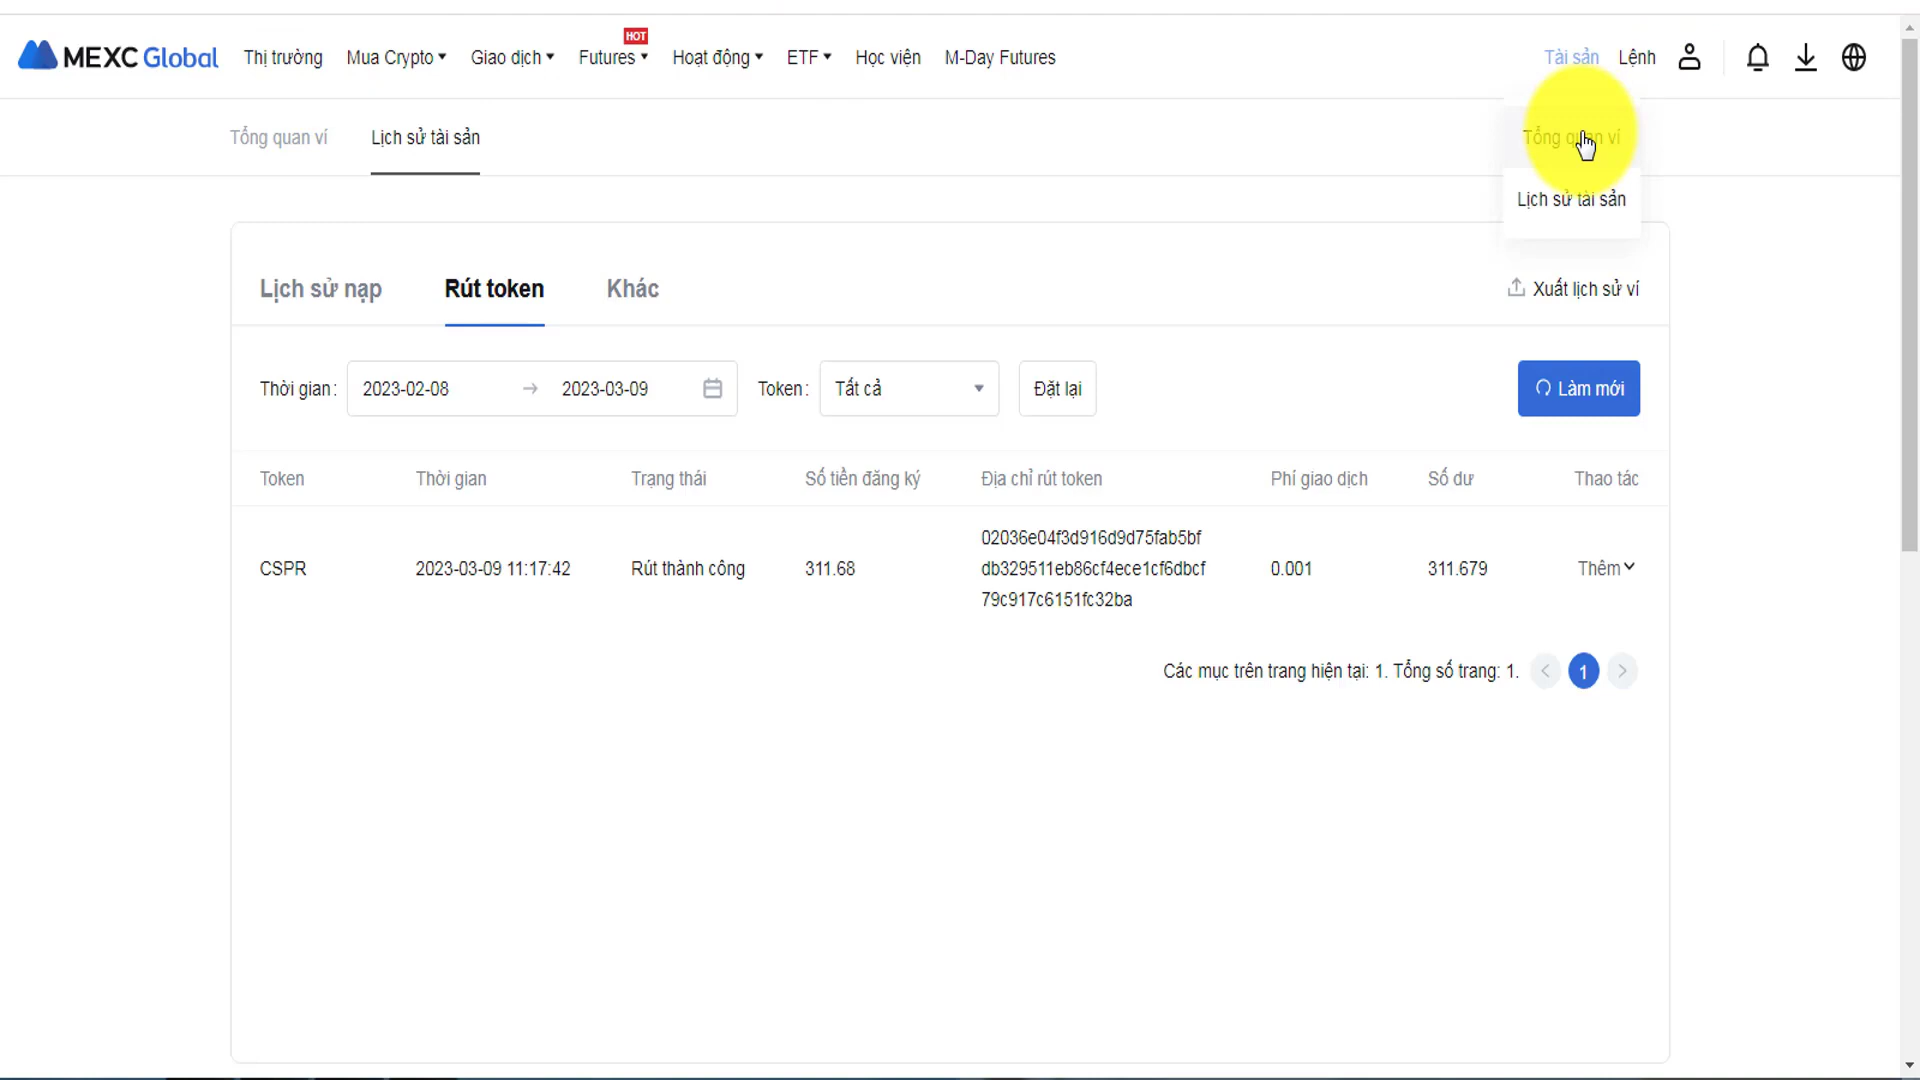 MEXC Global Thị trường Mua Crypto Giao dịch Futures HOT Hoạt động ETF Học viện M-Day Futures Tài sản Lệnh
Tổng quan ví Lịch sử tài sản Tổng quan ví
Lịch sử tài sản
Lịch sử nạp Rút token Khác Xuất lịch sử ví
Thời gian: 2023-02-08 → 2023-03-09 Token: Tất cả Đặt lại Làm mới
Token Thời gian Trạng thái Số tiền đăng ký Địa chỉ rút token Phí giao dịch Số dư Thao tác
02036e04f3d916d9d75fab5bf
CSPR 2023-03-09 11:17:42 Rút thành công 311.68 db329511eb86cf4ece1cf6dbcf 0.001 311.679 Thêm
79c917c6151fc32ba
Các mục trên trang hiện tại: 1. Tổng số trang: 1. < 1 >